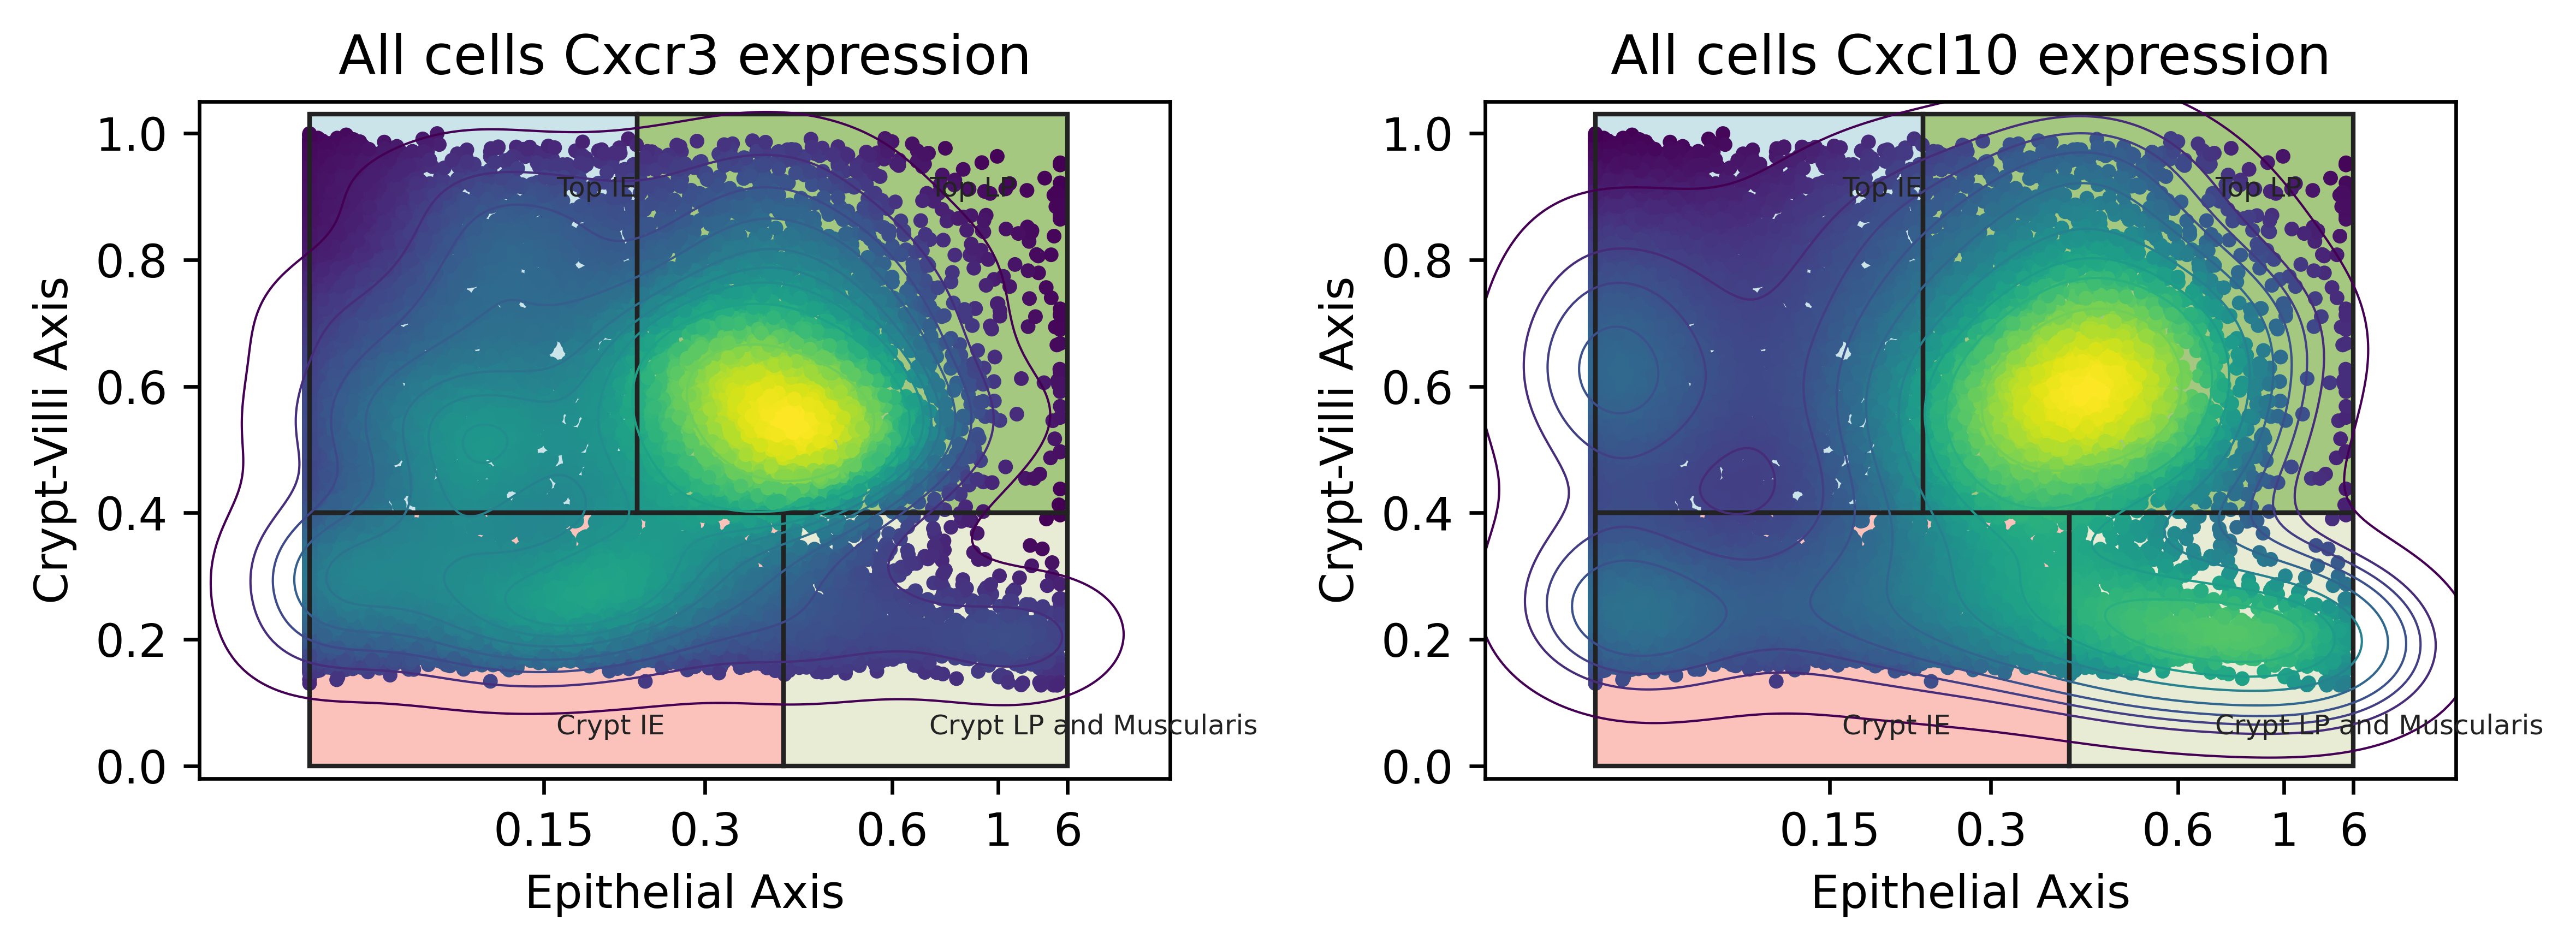 All cells Cxcr3 expression
Crypt-Villi Axis
1.0
0.8
0.6
0.4
0.2
0.0
Top IE
Top LP
Crypt IE
Crypt LP and Muscularis
0.15 0.3 0.6 1 6
Epithelial Axis
All cells Cxcl10 expression
Crypt-Villi Axis
1.0
0.8
0.6
0.4
0.2
0.0
Top IE
Top LP
Crypt IE
Crypt LP and Muscularis
0.15 0.3 0.6 1 6
Epithelial Axis